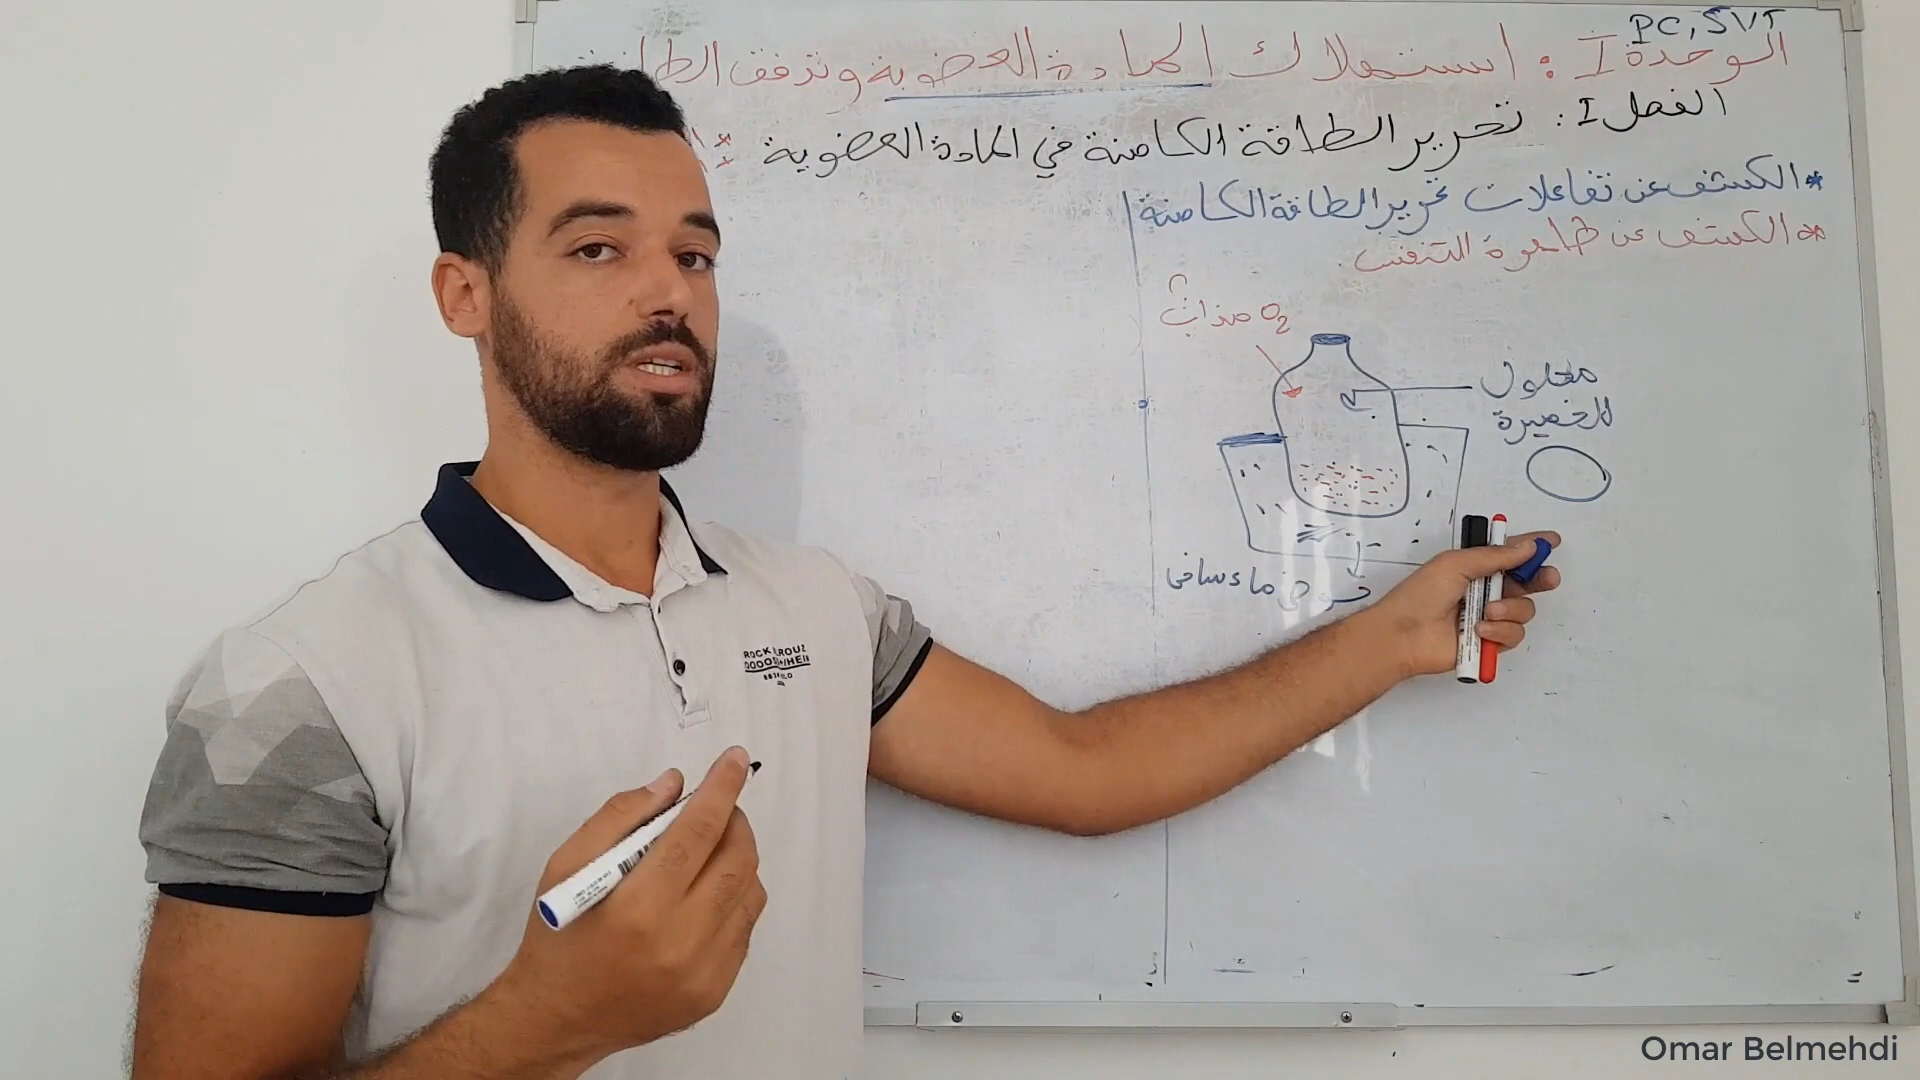 PC, SVT
الوحدة I : استهلاك المادة العضوية وتدفق الطاقة
الفصل I : تحرير الطاقة الكامنة في المادة العضوية
* الكشف عن تفاعلات تحرير الطاقة الكامنة
* الكشف عن ظاهرة التنفس
O2 مذاب
محلول
الخميرة
حوض ماء ساخن
ROCK
Omar Belmehdi